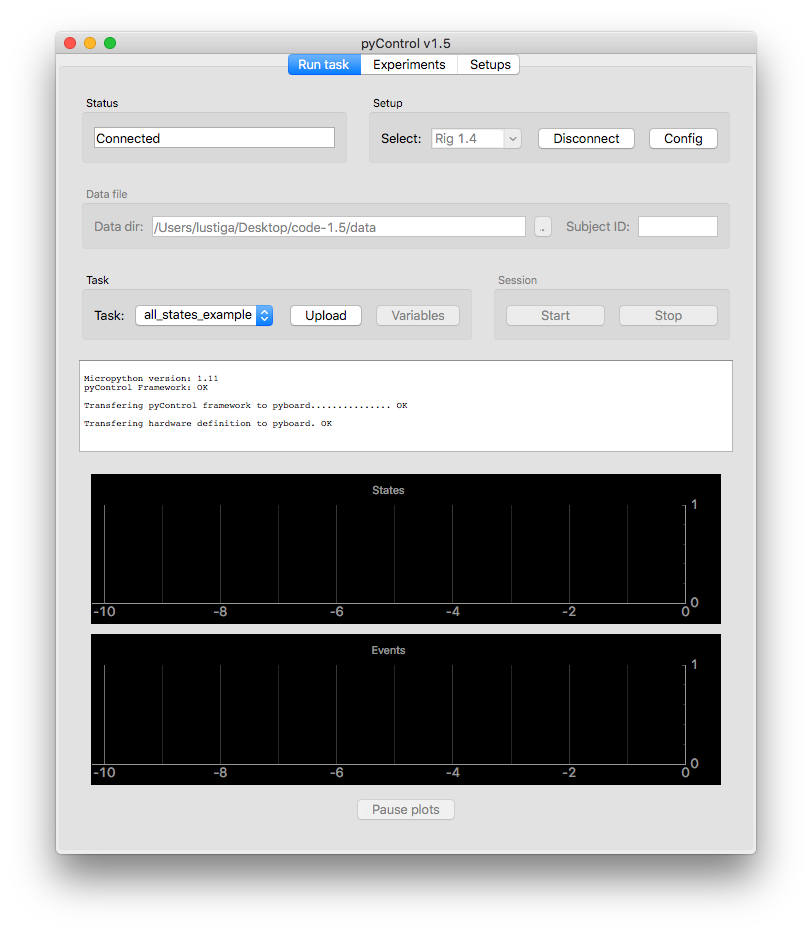 pyControl v1.5
Run task Experiments Setups
Status
Setup
Connected
Select: Rig 1.4 Disconnect Config
Data file
Data dir: /Users/lustiga/Desktop/code-1.5/data . Subject ID:
Task
Session
Task: all_states_example Upload Variables
Start Stop
Micropython version: 1.11
pyControl Framework: OK
Transfering pyControl framework to pyboard............... OK
Transfering hardware definition to pyboard. OK
States
1
0
-10 -8 -6 -4 -2 0
Events
1
0
-10 -8 -6 -4 -2 0
Pause plots